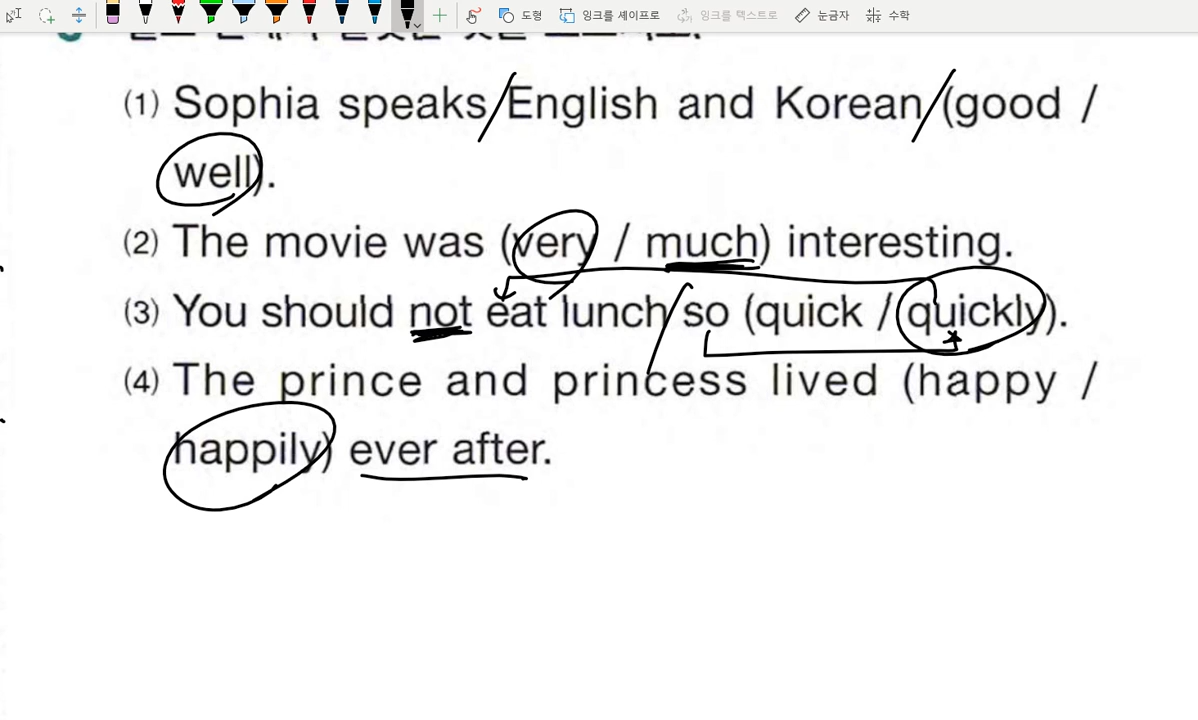 도형 잉크를 셰이프로 잉크를 텍스트로 눈금자 수학
(1) Sophia speaks/English and Korean/(good /
well).
(2) The movie was (very / much) interesting.
(3) You should not eat lunch/so (quick / quickly).
(4) The prince and princess lived (happy /
happily) ever after.